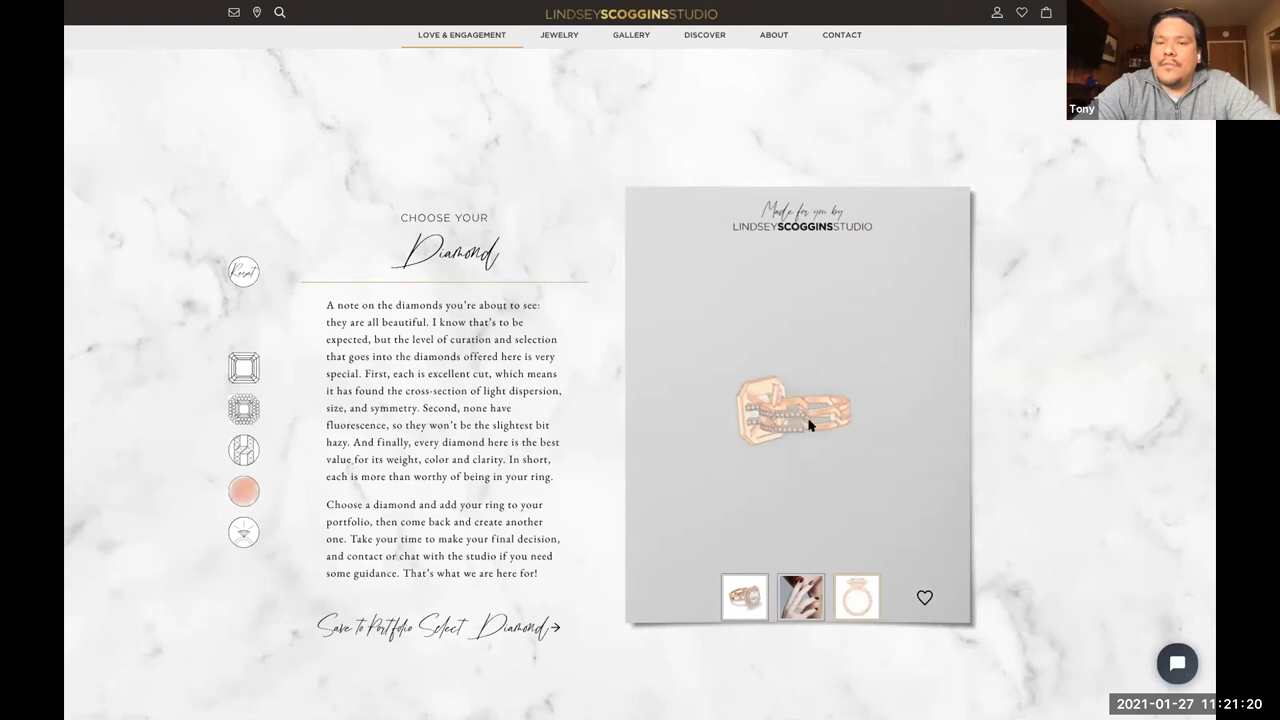 LINDSEYSCOGGINSSTUDIO
LOVE & ENGAGEMENT JEWELRY GALLERY DISCOVER ABOUT CONTACT
Tony
CHOOSE YOUR
Diamond
Reset
A note on the diamonds you're about to see:
they are all beautiful. I know that's to be
expected, but the level of curation and selection
that goes into the diamonds offered here is very
special. First, each is excellent cut, which means
it has found the cross-section of light dispersion,
size, and symmetry. Second, none have
fluorescence, so they won't be the slightest bit
hazy. And finally, every diamond here is the best
value for its weight, color and clarity. In short,
each is more than worthy of being in your ring.
Choose a diamond and add your ring to your
portfolio, then come back and create another
one. Take your time to make your final decision,
and contact or chat with the studio if you need
some guidance. That's what we are here for!
Save to Portfolio Select Diamond→
Made for you by
LINDSEYSCOGGINSSTUDIO
2021-01-27 11:21:20